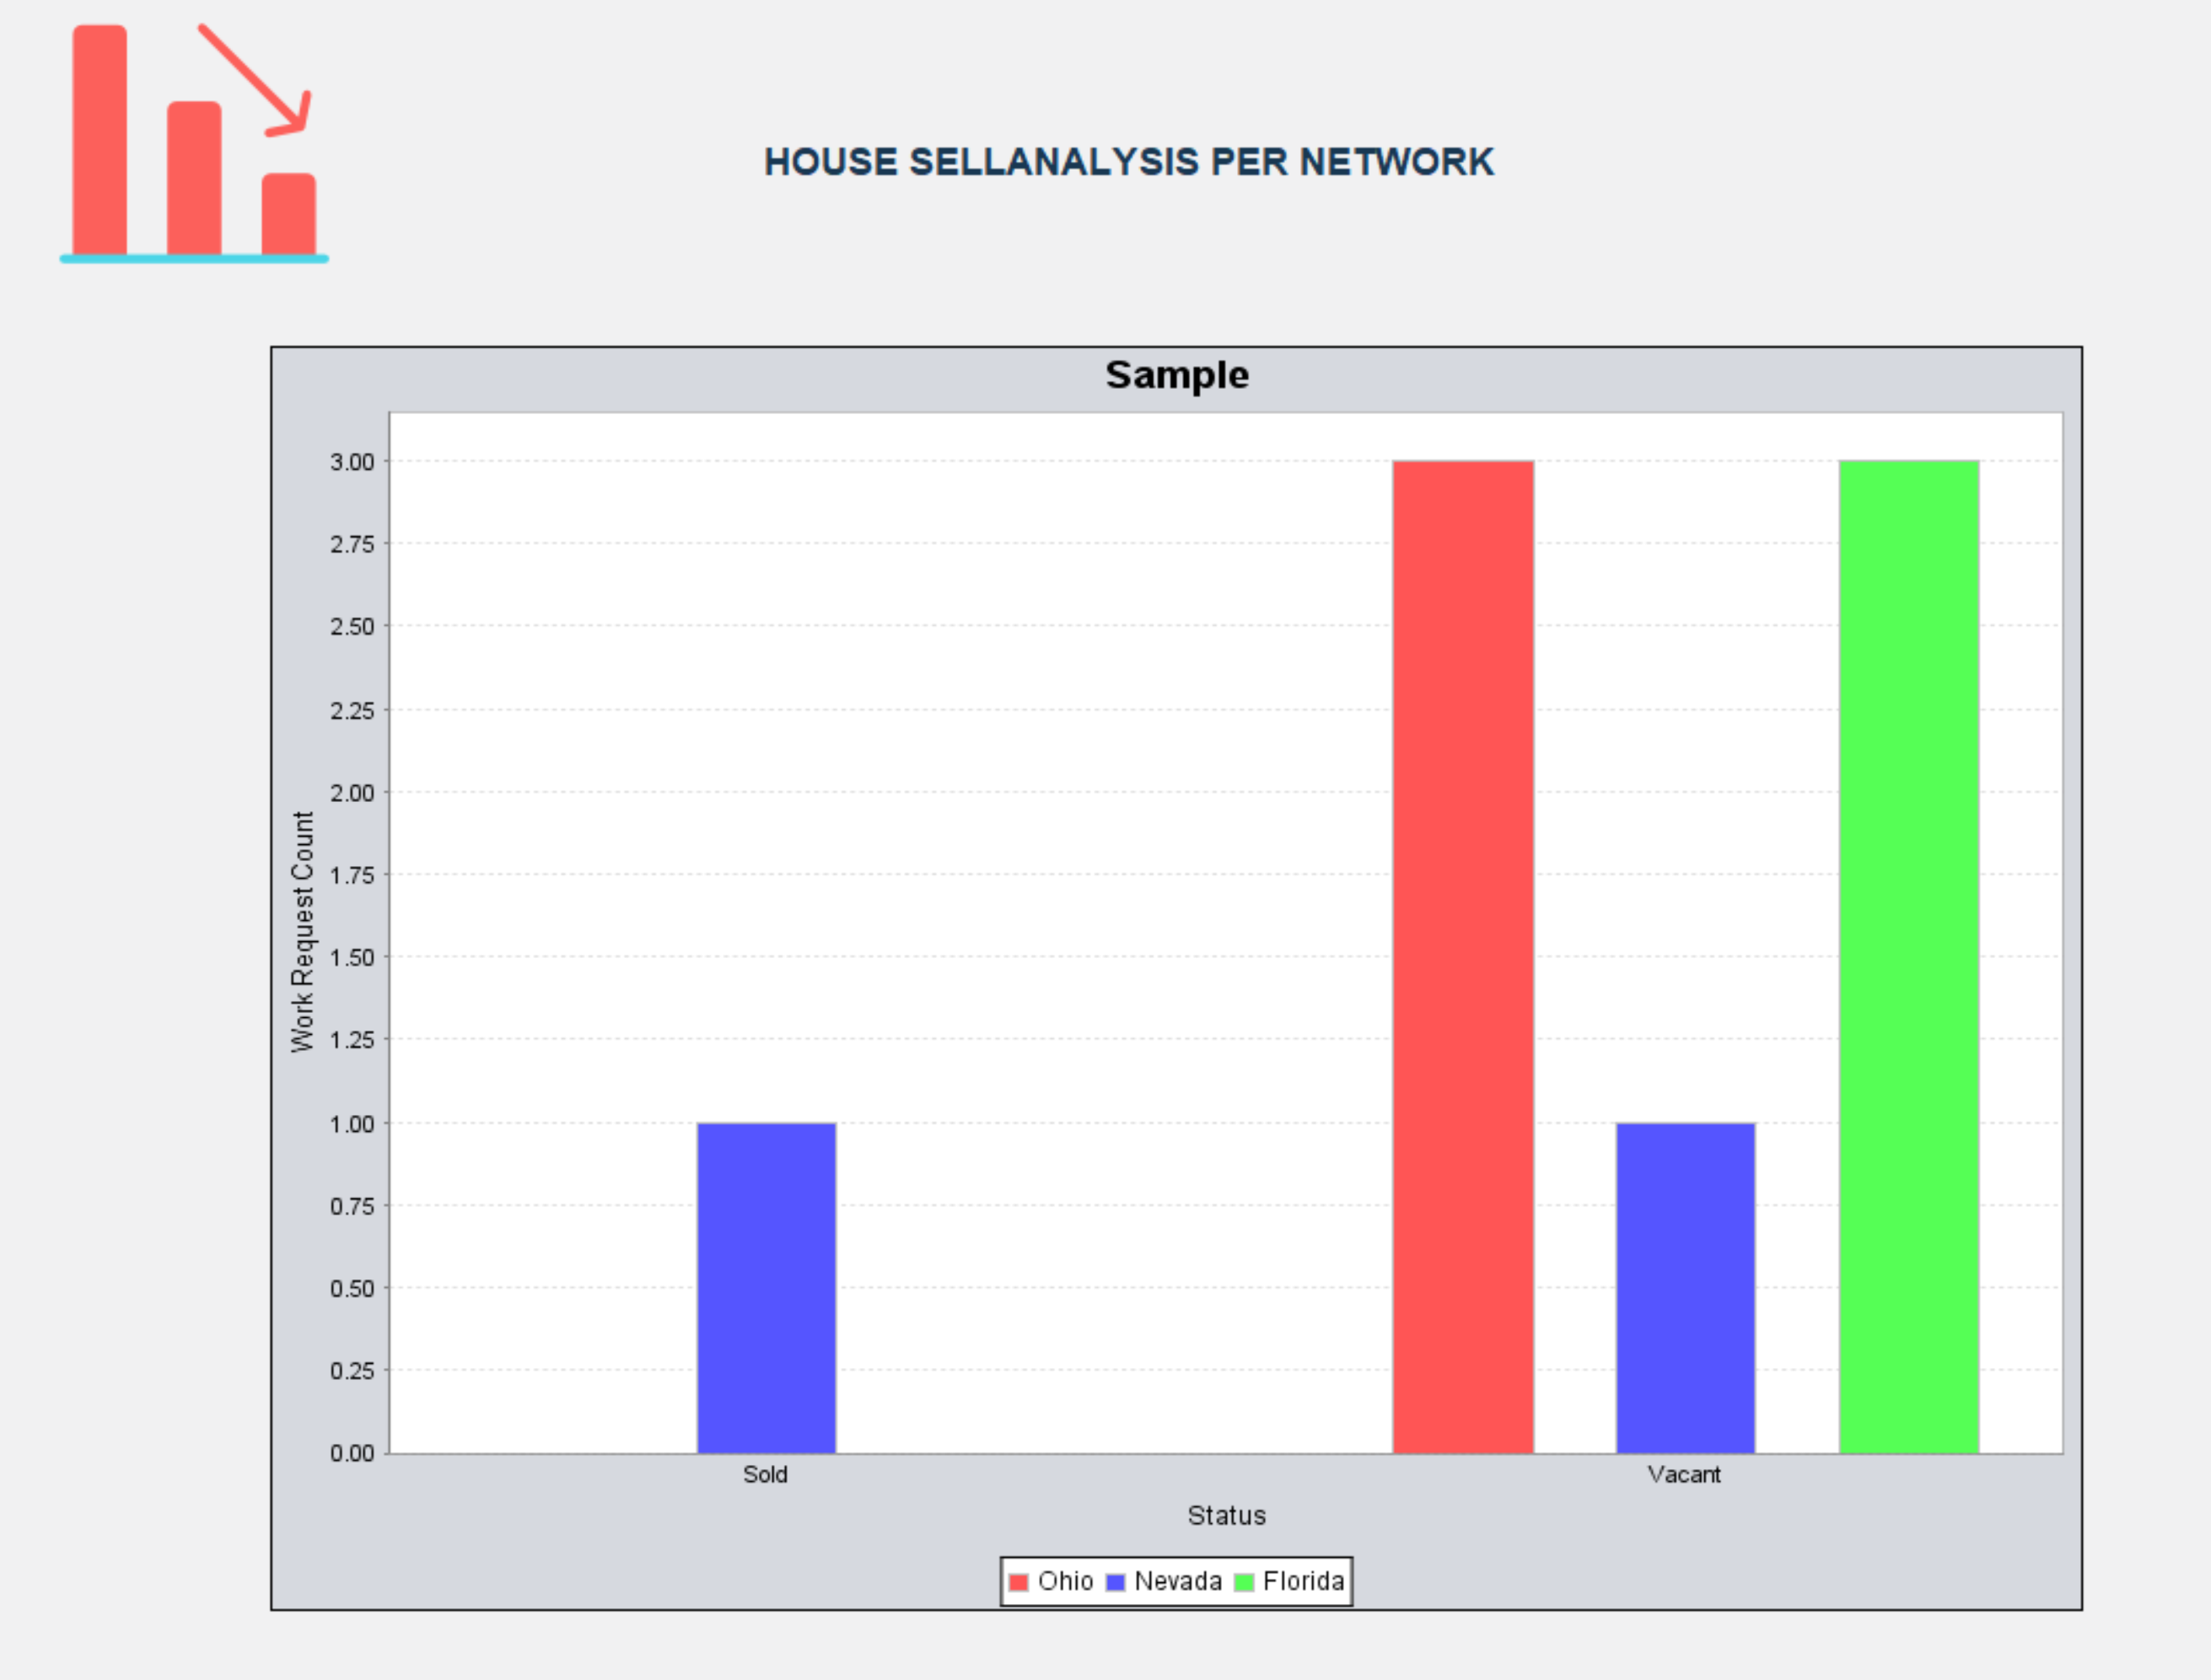 HOUSE SELLANALYSIS PER NETWORK
Sample
3.00
2.75
2.50
2.25
2.00
1.75
1.50
1.25
1.00
0.75
0.50
0.25
0.00
Work Request Count
Sold
Vacant
Status
Ohio Nevada Florida